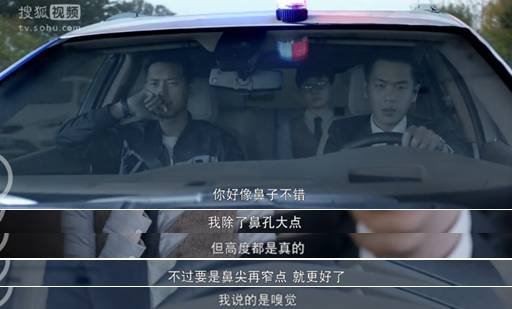 搜狐视频
tv.sohu.com
你好像鼻子不错
我除了鼻孔大点
但高度都是真的
不过要是鼻尖再窄点 就更好了
我说的是嗅觉